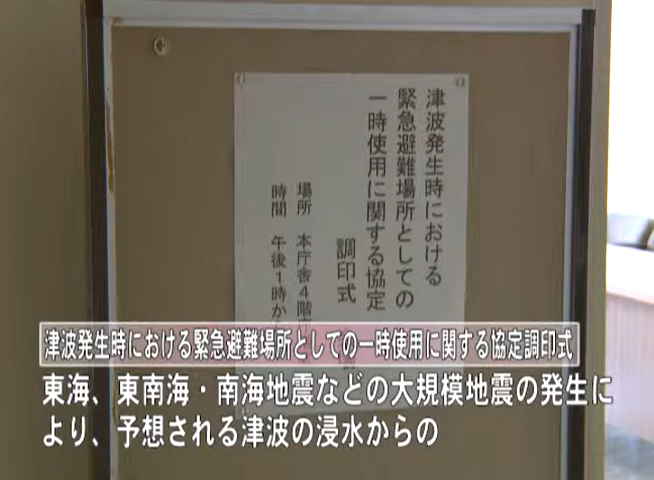 津波発生時における
緊急避難場所としての
一時使用に関する協定
調印式
場所 本庁舎4階
時間 午後1時か
津波発生時における緊急避難場所としての一時使用に関する協定調印式
東海、東南海・南海地震などの大規模地震の発生に
より、予想される津波の浸水からの